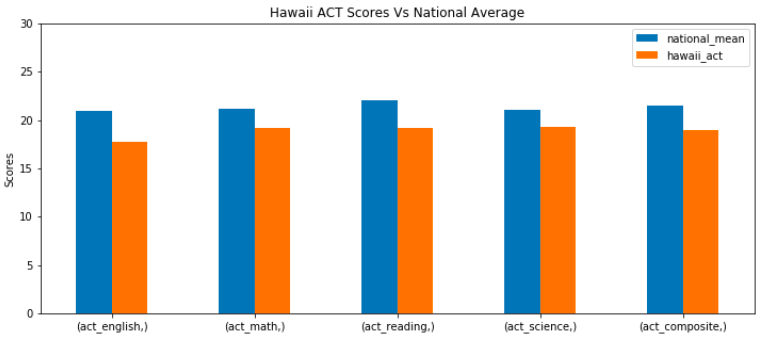 Hawaii ACT Scores Vs National Average
30
25
20
15
10
5
0
Scores
national_mean
hawaii_act
(act_english,)
(act_math,)
(act_reading,)
(act_science,)
(act_composite,)